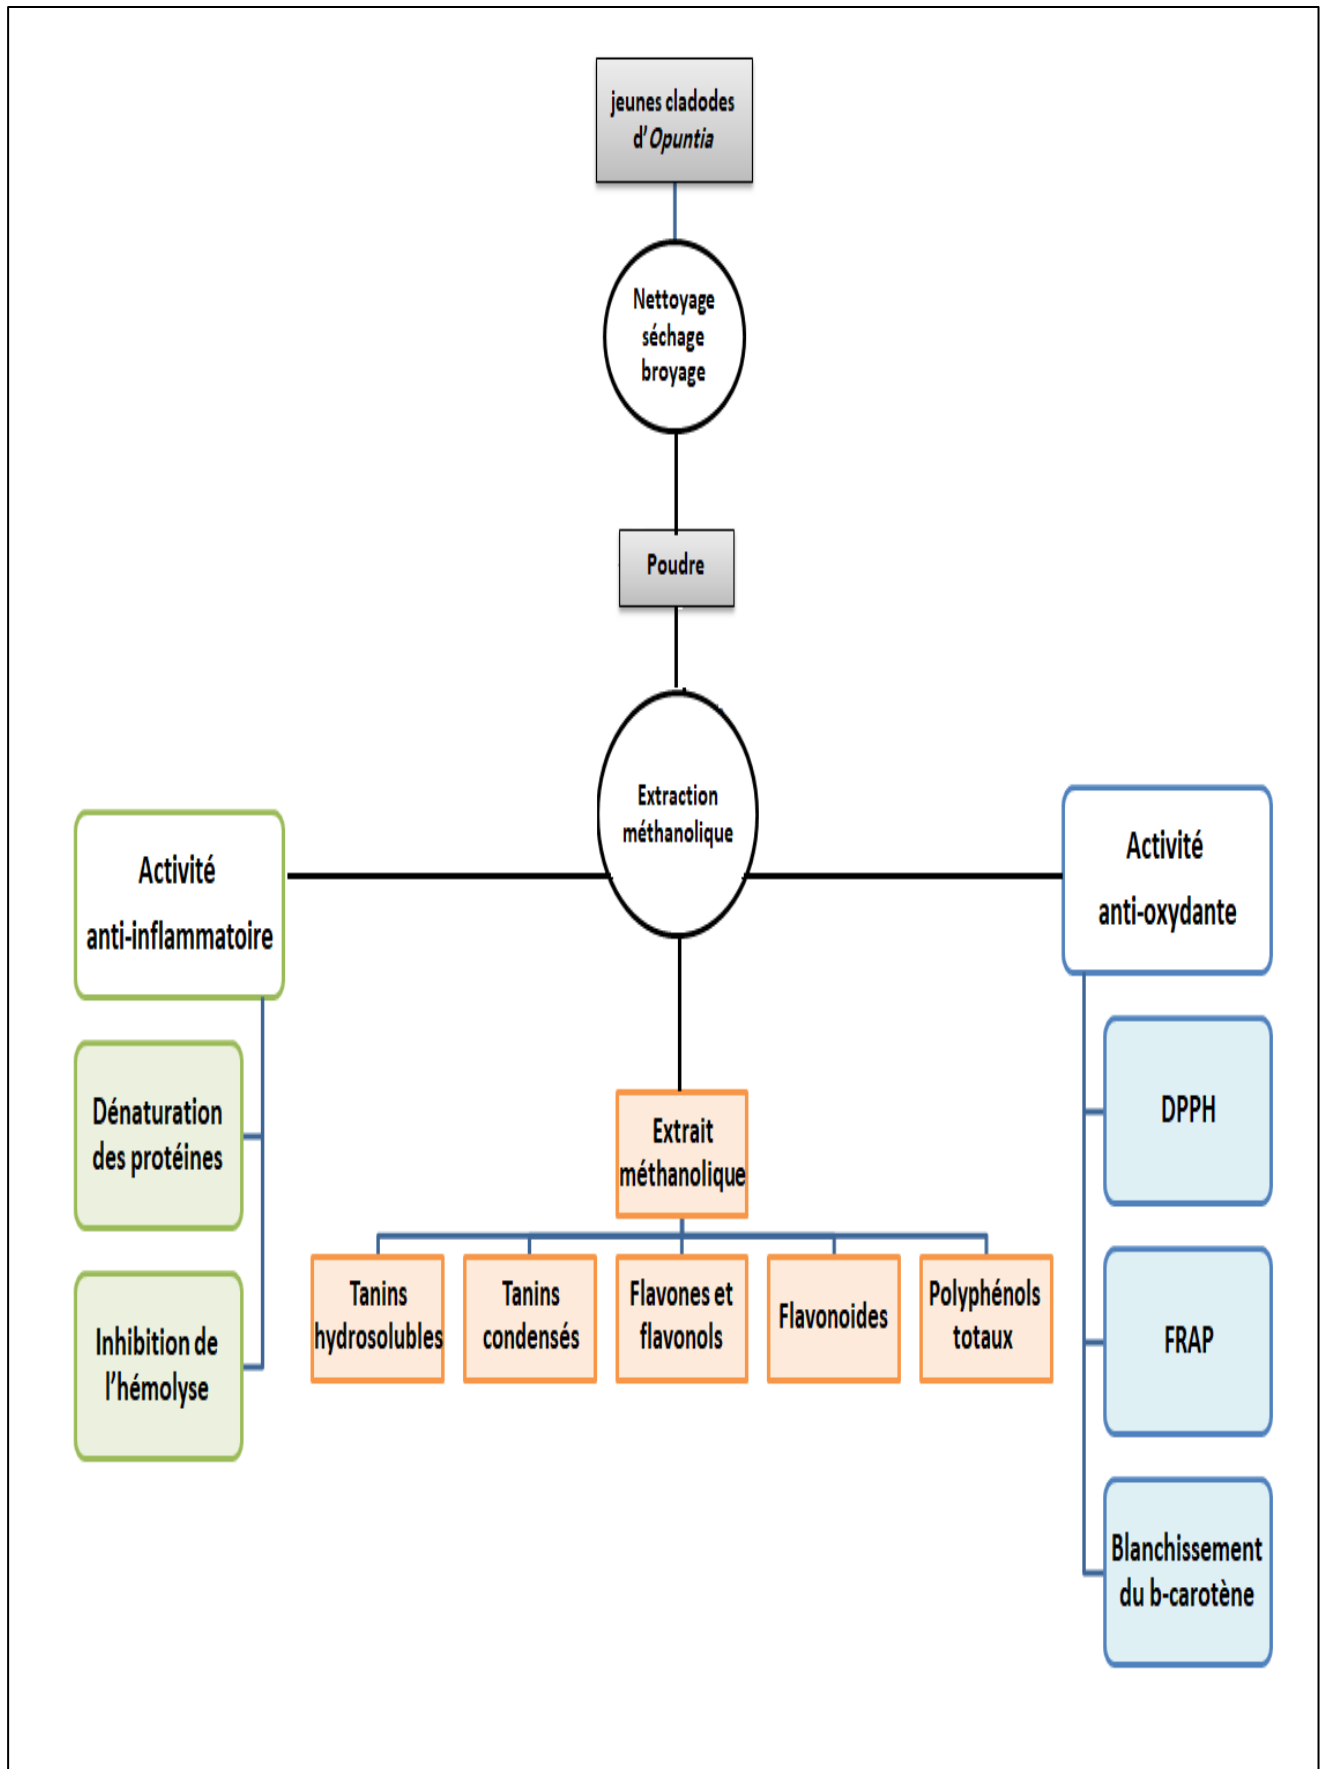 jeunes cladodes
d'Opuntia
Nettoyage
séchage
broyage
Poudre
Extraction
méthanolique
Activité
anti-inflammatoire
Dénaturation
des protéines
Inhibition de
l'hémolyse
Extrait
méthanolique
Tanins
hydrosolubles
Tanins
condensés
Flavones et
flavonols
Flavonoides
Polyphénols
totaux
Activité
anti-oxydante
DPPH
FRAP
Blanchissement
du b-carotène